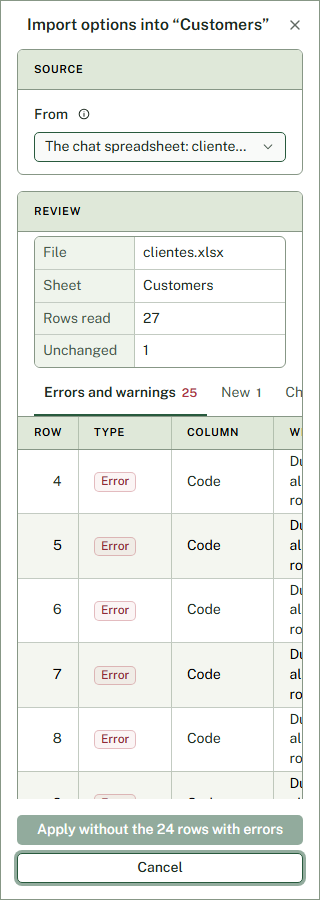 Import options into “Customers”
SOURCE
From
The chat spreadsheet: cliente...
REVIEW
File clientes.xlsx
Sheet Customers
Rows read 27
Unchanged 1
Errors and warnings 25 New 1 Ch
ROW TYPE COLUMN
4 Error Code
5 Error Code
6 Error Code
7 Error Code
8 Error Code
Apply without the 24 rows with errors
Cancel